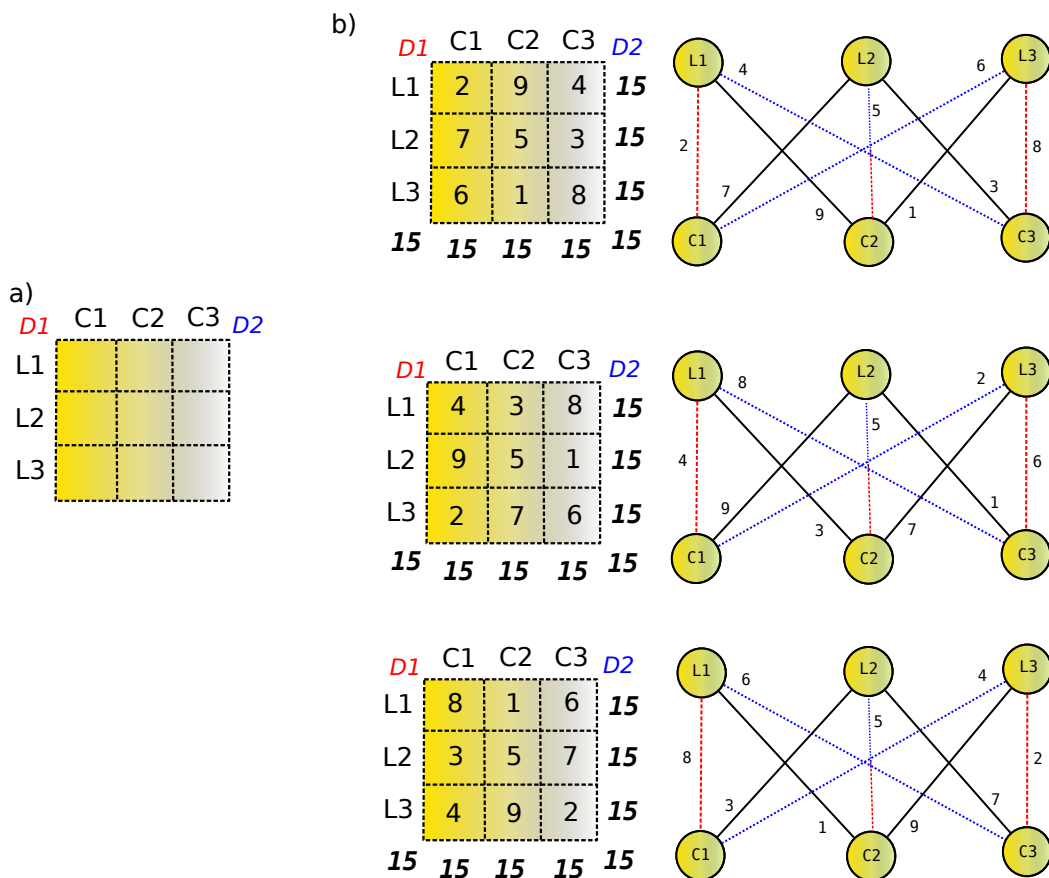 b)
D1 C1 C2 C3 D2
L1 2 9 4 15
L2 7 5 3 15
L3 6 1 8 15
15 15 15 15 15
L1 L2 L3
4 6
5
2 8
7 9 1 3
C1 C2 C3
a)
D1 C1 C2 C3 D2
L1
L2
L3
D1 C1 C2 C3 D2
L1 4 3 8 15
L2 9 5 1 15
L3 2 7 6 15
15 15 15 15 15
L1 L2 L3
8 2
5
4 6
9 3 7 1
C1 C2 C3
D1 C1 C2 C3 D2
L1 8 1 6 15
L2 3 5 7 15
L3 4 9 2 15
15 15 15 15 15
L1 L2 L3
6 4
5
8 2
3 1 9 7
C1 C2 C3